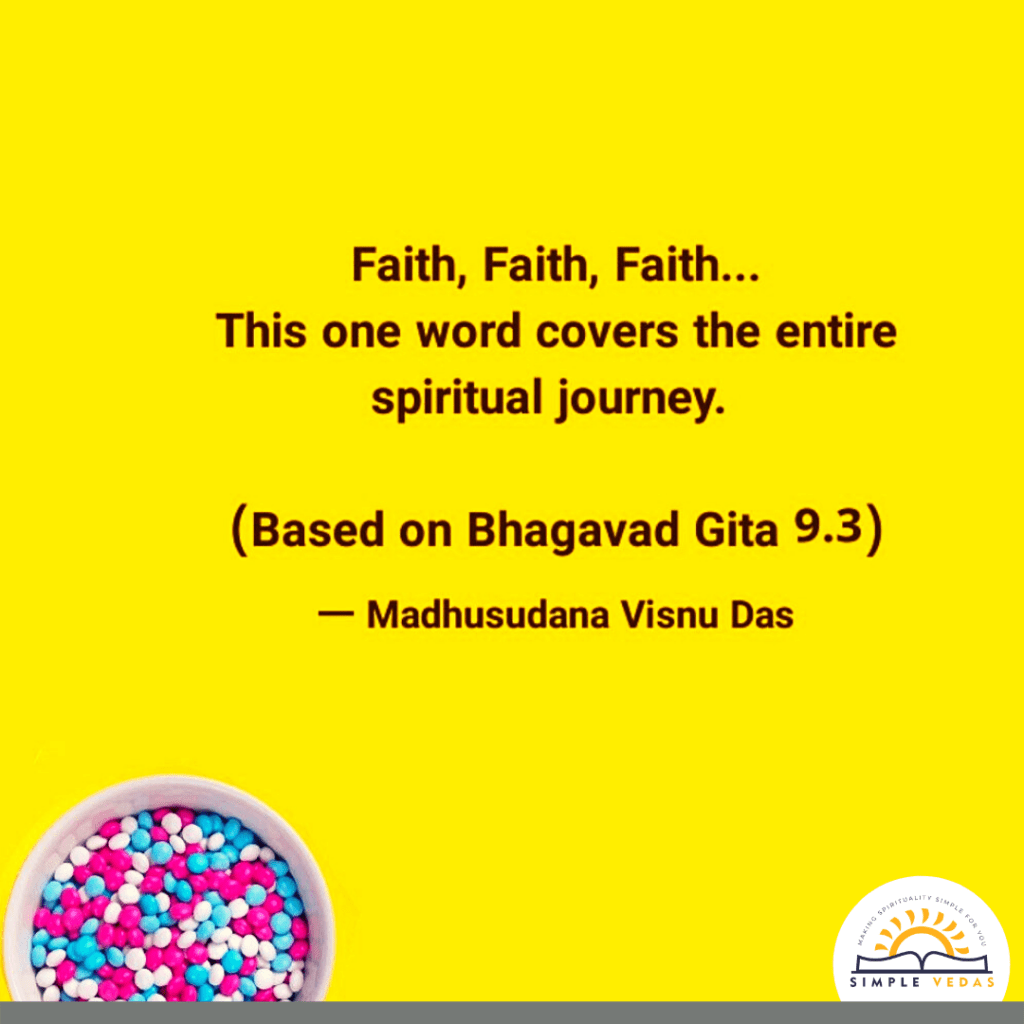 Faith, Faith, Faith...
This one word covers the entire
spiritual journey.
(Based on Bhagavad Gita 9.3)
— Madhusudana Visnu Das
MAKING SPIRITUALITY SIMPLE FOR YOU
SIMPLE VEDAS